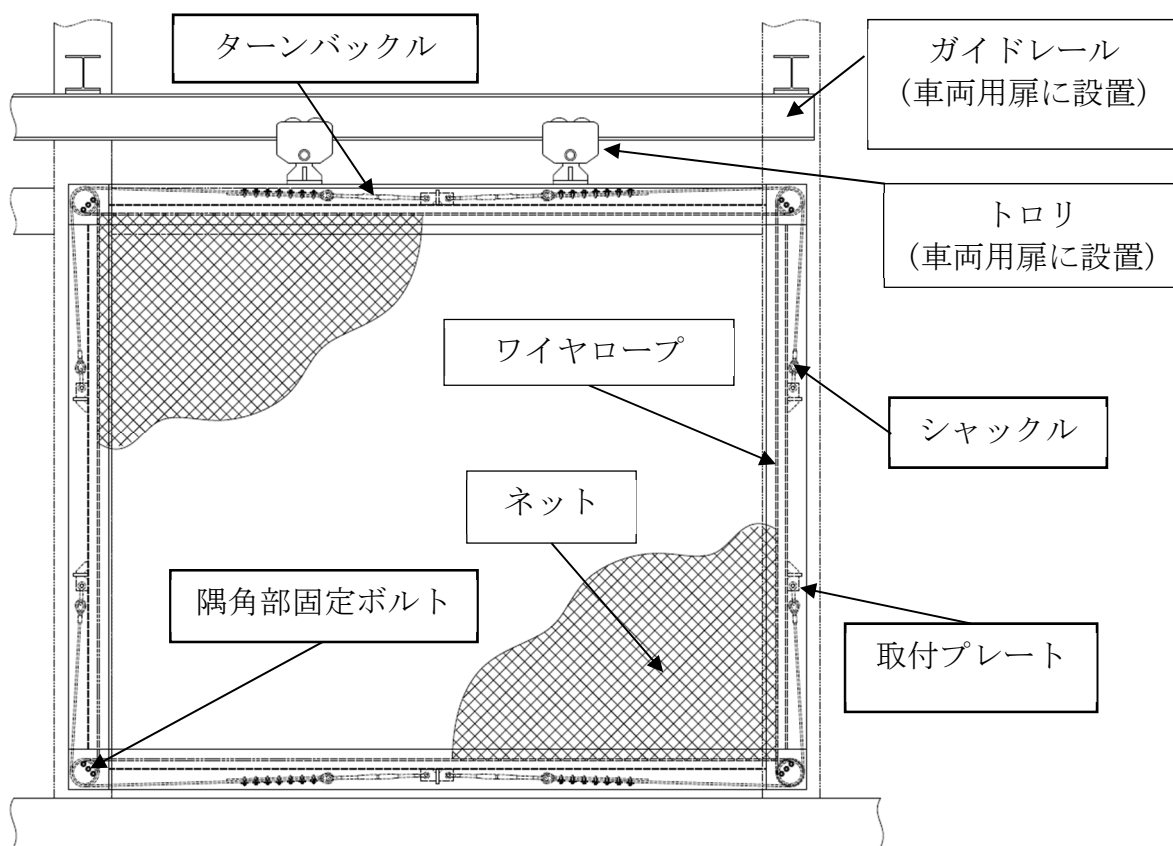 ターンバックル
ガイドレール
(車両用扉に設置)
トロリ
(車両用扉に設置)
ワイヤロープ
シャックル
ネット
隅角部固定ボルト
取付プレート